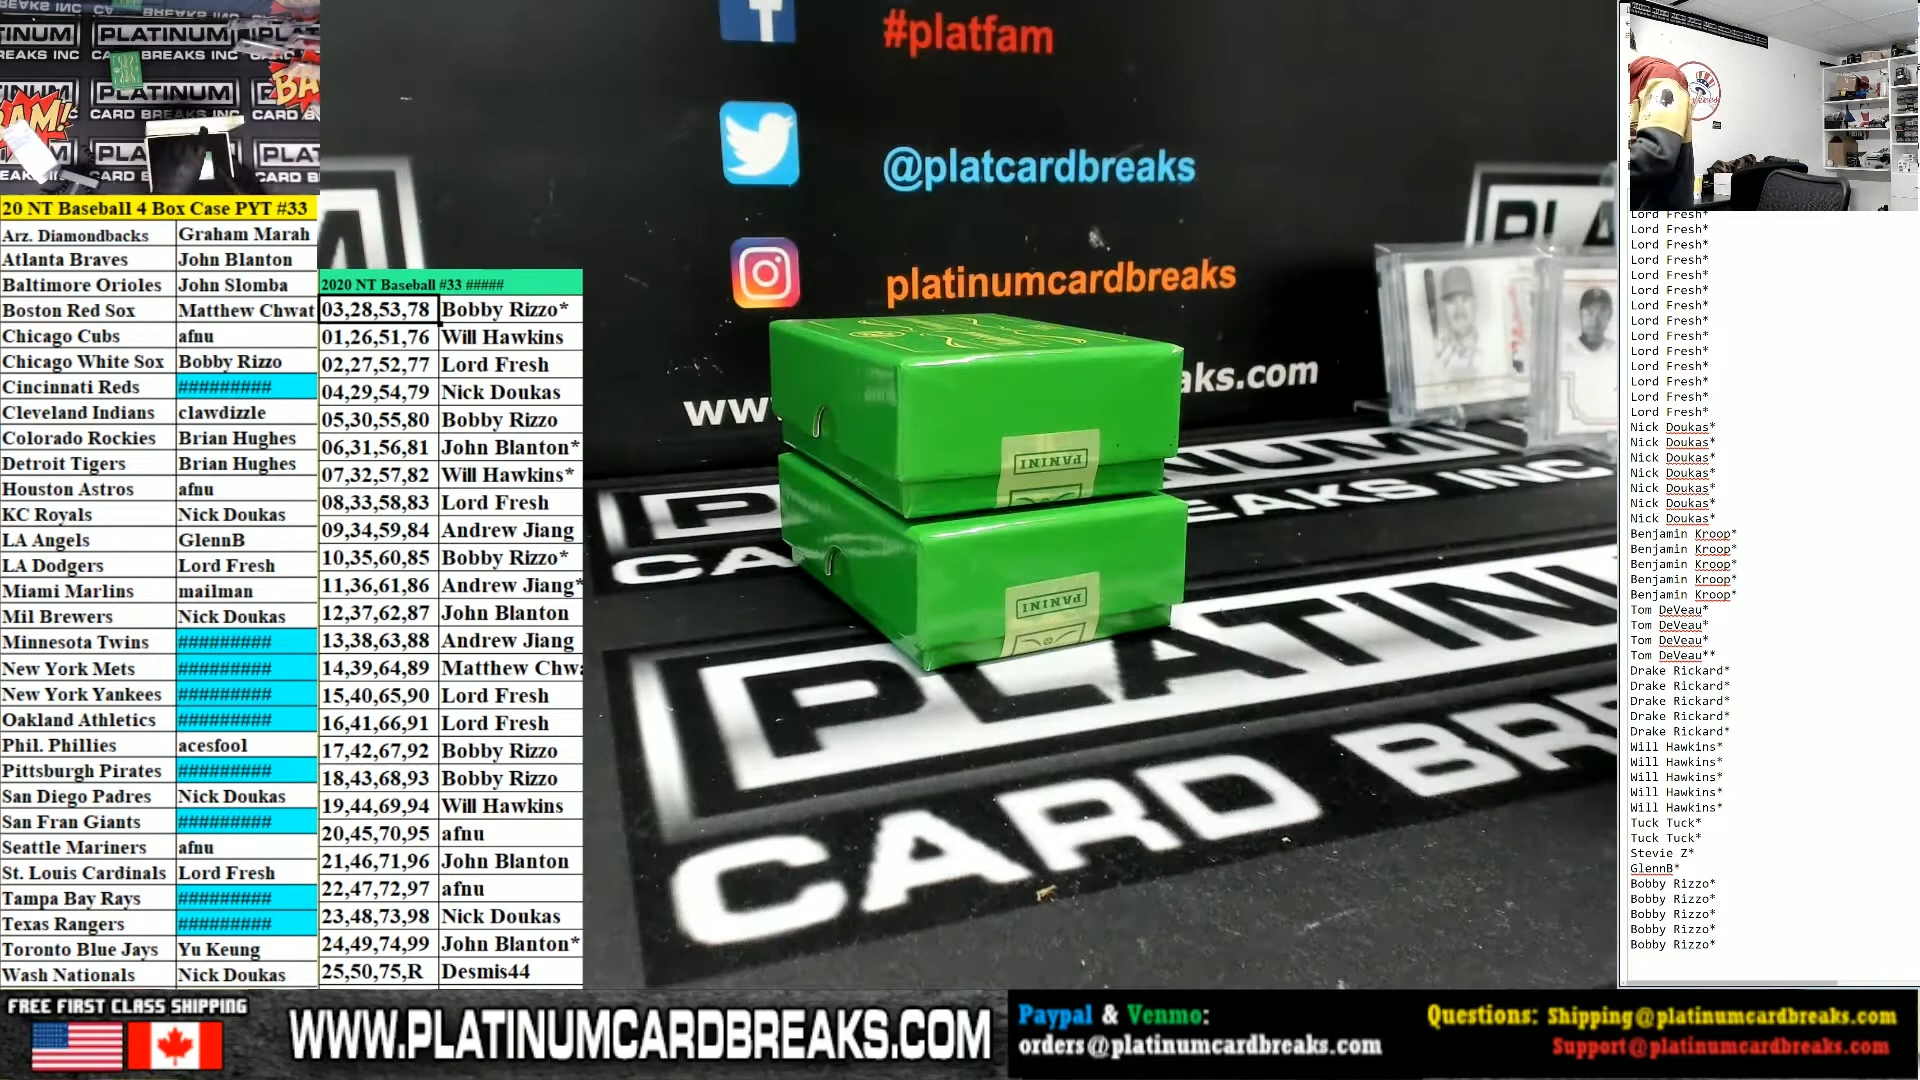 20 NT Baseball 4 Box Case PYT #33
Arz. Diamondbacks Graham Marah
Atlanta Braves John Blanton
Baltimore Orioles John Slomba
Boston Red Sox Matthew Chwat
Chicago Cubs afnu
Chicago White Sox Bobby Rizzo
Cincinnati Reds #########
Cleveland Indians clawdizzle
Colorado Rockies Brian Hughes
Detroit Tigers Brian Hughes
Houston Astros afnu
KC Royals Nick Doukas
LA Angels GlennB
LA Dodgers Lord Fresh
Miami Marlins mailman
Mil Brewers Nick Doukas
Minnesota Twins #########
New York Mets #########
New York Yankees #########
Oakland Athletics #########
Phil. Phillies acesfool
Pittsburgh Pirates #########
San Diego Padres Nick Doukas
San Fran Giants #########
Seattle Mariners afnu
St. Louis Cardinals Lord Fresh
Tampa Bay Rays #########
Texas Rangers #########
Toronto Blue Jays Yu Keung
Wash Nationals Nick Doukas
2020 NT Baseball #33 #####
03,28,53,78 Bobby Rizzo*
01,26,51,76 Will Hawkins
02,27,52,77 Lord Fresh
04,29,54,79 Nick Doukas
05,30,55,80 Bobby Rizzo
06,31,56,81 John Blanton*
07,32,57,82 Will Hawkins*
08,33,58,83 Lord Fresh
09,34,59,84 Andrew Jiang
10,35,60,85 Bobby Rizzo*
11,36,61,86 Andrew Jiang*
12,37,62,87 John Blanton
13,38,63,88 Andrew Jiang
14,39,64,89 Matthew Chwa
15,40,65,90 Lord Fresh
16,41,66,91 Lord Fresh
17,42,67,92 Bobby Rizzo
18,43,68,93 Bobby Rizzo
19,44,69,94 Will Hawkins
20,45,70,95 afnu
21,46,71,96 John Blanton
22,47,72,97 afnu
23,48,73,98 Nick Doukas
24,49,74,99 John Blanton*
25,50,75,R Desmis44
#platfam
@platcardbreaks
platinumcardbreaks
ww
aks.com
PANINI
PANINI
PLATINU
CARD BR
EAKS INC
Lord Fresh*
Lord Fresh*
Lord Fresh*
Lord Fresh*
Lord Fresh*
Lord Fresh*
Lord Fresh*
Lord Fresh*
Lord Fresh*
Lord Fresh*
Lord Fresh*
Lord Fresh*
Lord Fresh*
Lord Fresh*
Nick Doukas*
Nick Doukas*
Nick Doukas*
Nick Doukas*
Nick Doukas*
Nick Doukas*
Nick Doukas*
Benjamin Kroop*
Benjamin Kroop*
Benjamin Kroop*
Benjamin Kroop*
Benjamin Kroop*
Tom DeVeau*
Tom DeVeau*
Tom DeVeau*
Tom DeVeau**
Drake Rickard*
Drake Rickard*
Drake Rickard*
Drake Rickard*
Drake Rickard*
Will Hawkins*
Will Hawkins*
Will Hawkins*
Will Hawkins*
Will Hawkins*
Tuck Tuck*
Tuck Tuck*
Stevie Z*
GlennB*
Bobby Rizzo*
Bobby Rizzo*
Bobby Rizzo*
Bobby Rizzo*
Bobby Rizzo*
FREE FIRST CLASS SHIPPING
WWW.PLATINUMCARDBREAKS.COM
Paypal & Venmo:
orders@platinumcardbreaks.com
Questions: Shipping@platinumcardbreaks.com
Support@platinumcardbreaks.com